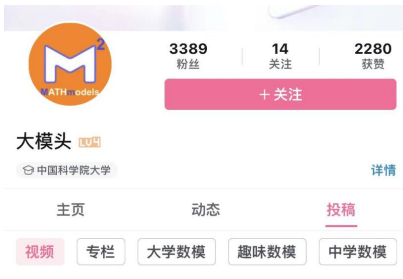 M2
MATHmodels
3389 14 2280
粉丝 关注 获赞
+ 关注
大模头 LV4
中国科学院大学 详情
主页 动态 投稿
视频 专栏 大学数模 趣味数模 中学数模